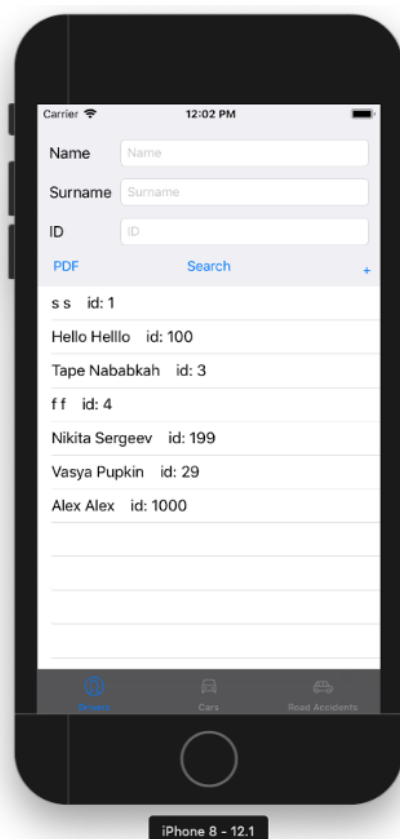 Carrier 12:02 PM
Name Name
Surname Surname
ID ID
PDF Search +
s s id: 1
Hello Helllo id: 100
Tape Nababkah id: 3
f f id: 4
Nikita Sergeev id: 199
Vasya Pupkin id: 29
Alex Alex id: 1000
Drivers Cars Road Accidents
iPhone 8 - 12.1